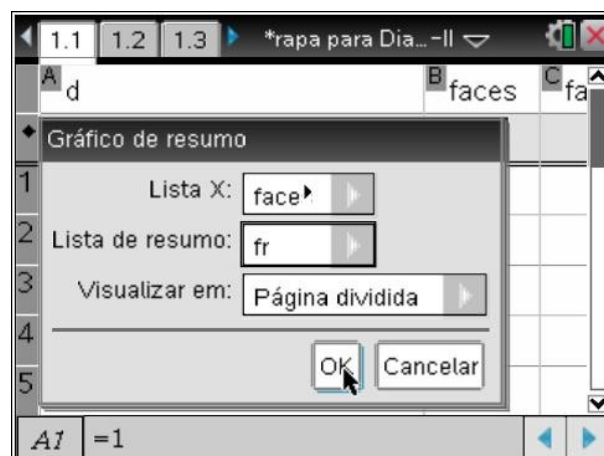 1.1 1.2 1.3 *rapa para Dia…-II
A d B faces C fa
Gráfico de resumo
1
Lista X: face
2
Lista de resumo: fr
3
Visualizar em: Página dividida
4
OK Cancelar
5
A1 =1